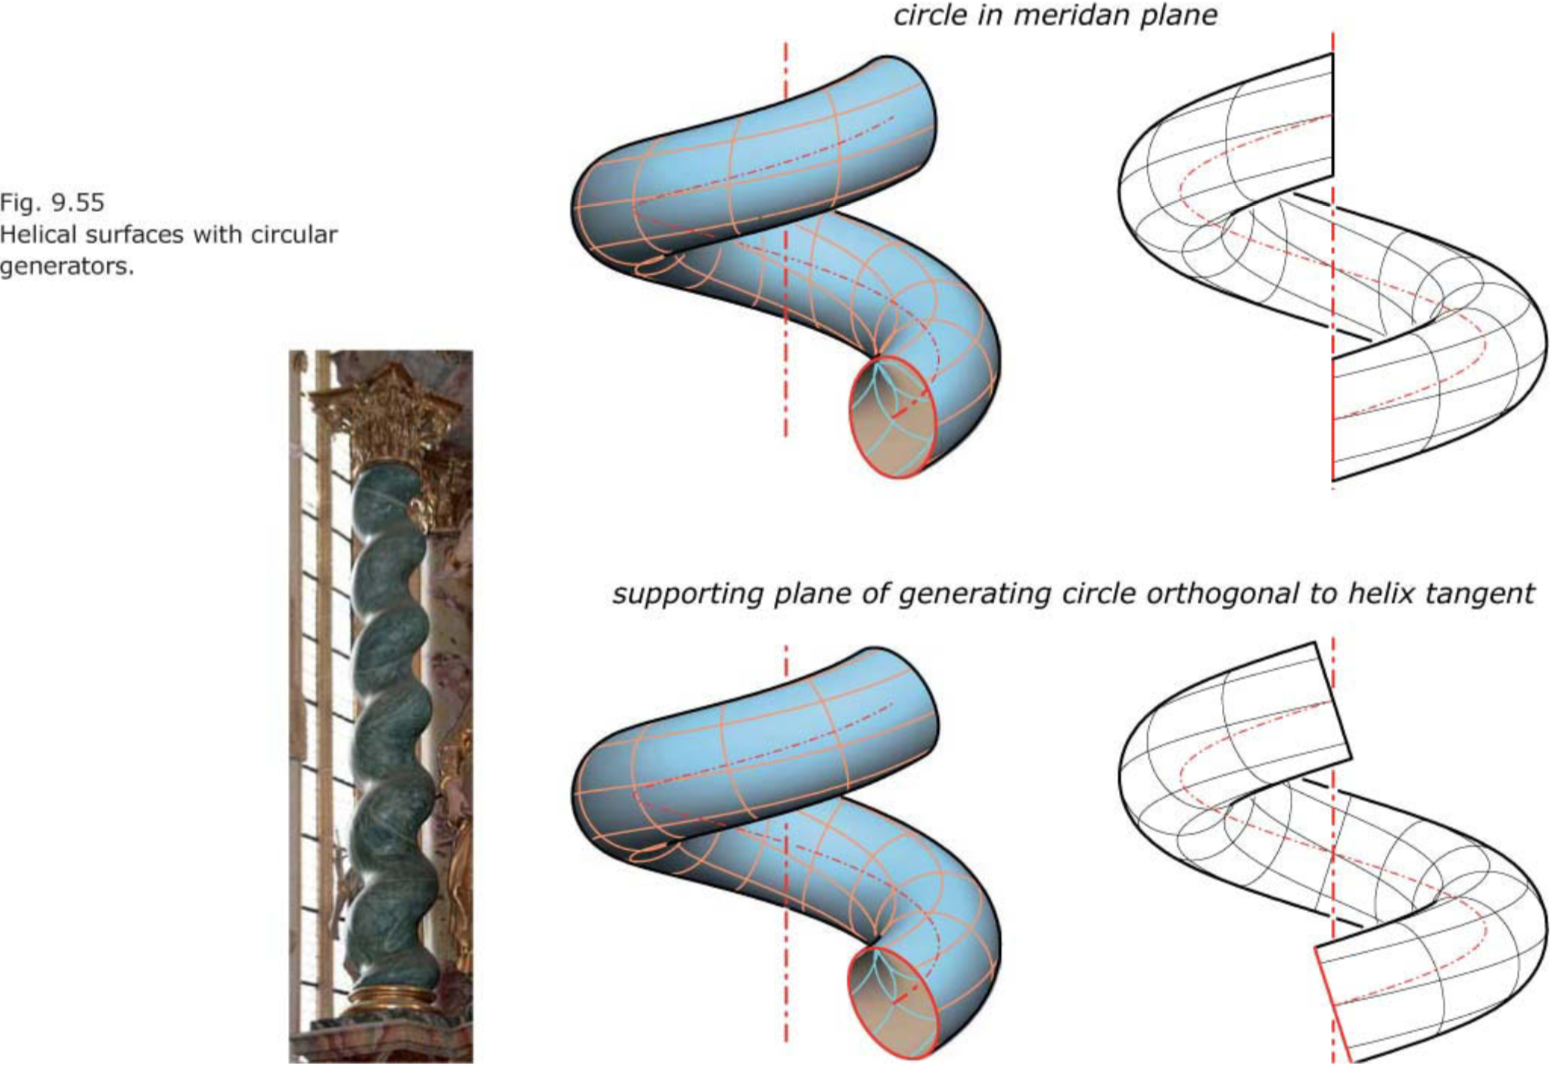 circle in meridan plane
Fig. 9.55
Helical surfaces with circular
generators.
supporting plane of generating circle orthogonal to helix tangent